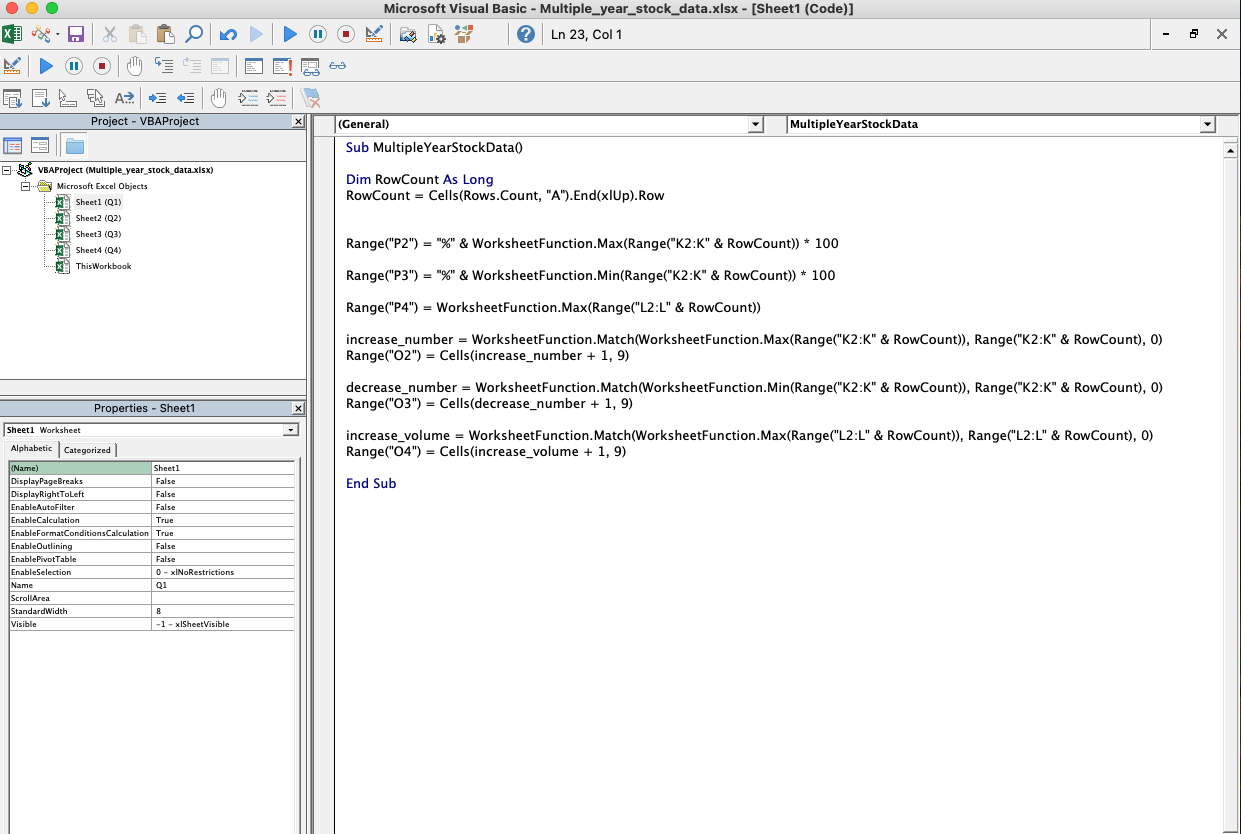 Microsoft Visual Basic - Multiple_year_stock_data.xlsx - [Sheet1 (Code)]
Ln 23, Col 1
Project - VBAProject
VBAProject (Multiple_year_stock_data.xlsx)
Microsoft Excel Objects
Sheet1 (Q1)
Sheet2 (Q2)
Sheet3 (Q3)
Sheet4 (Q4)
ThisWorkbook
Properties - Sheet1
Sheet1 Worksheet
Alphabetic Categorized
(Name) Sheet1
DisplayPageBreaks False
DisplayRightToLeft False
EnableAutoFilter False
EnableCalculation True
EnableFormatConditionsCalculation True
EnableOutlining False
EnablePivotTable False
EnableSelection 0 - xlNoRestrictions
Name Q1
ScrollArea
StandardWidth 8
Visible -1 - xlSheetVisible
(General) MultipleYearStockData
Sub MultipleYearStockData()
Dim RowCount As Long
RowCount = Cells(Rows.Count, "A").End(xlUp).Row
Range("P2") = "%" & WorksheetFunction.Max(Range("K2:K" & RowCount)) * 100
Range("P3") = "%" & WorksheetFunction.Min(Range("K2:K" & RowCount)) * 100
Range("P4") = WorksheetFunction.Max(Range("L2:L" & RowCount))
increase_number = WorksheetFunction.Match(WorksheetFunction.Max(Range("K2:K" & RowCount)), Range("K2:K" & RowCount), 0)
Range("O2") = Cells(increase_number + 1, 9)
decrease_number = WorksheetFunction.Match(WorksheetFunction.Min(Range("K2:K" & RowCount)), Range("K2:K" & RowCount), 0)
Range("O3") = Cells(decrease_number + 1, 9)
increase_volume = WorksheetFunction.Match(WorksheetFunction.Max(Range("L2:L" & RowCount)), Range("L2:L" & RowCount), 0)
Range("O4") = Cells(increase_volume + 1, 9)
End Sub